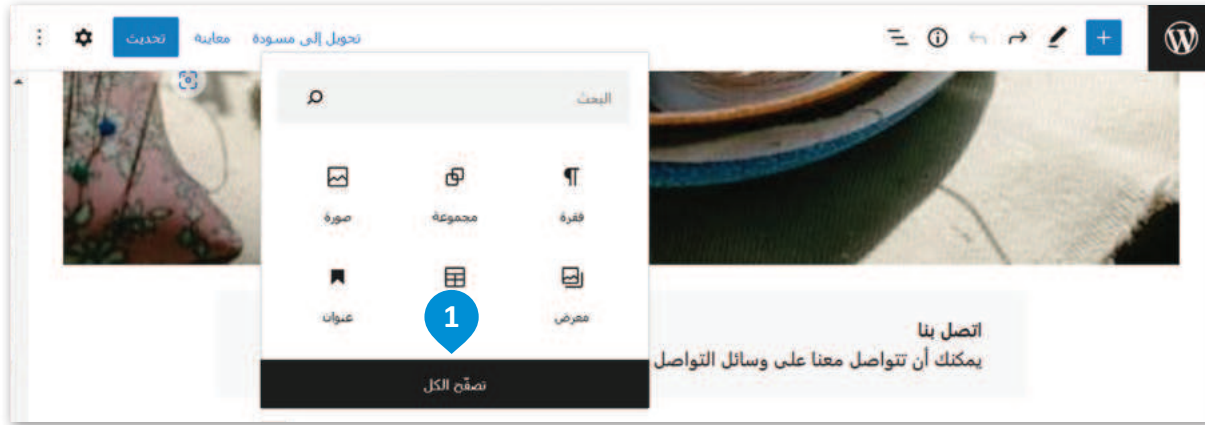 تحويل إلى مسودة معاينة تحديث
البحث
فقرة مجموعة صورة
معرض عنوان
1
تصفّح الكل
اتصل بنا
يمكنك أن تتواصل معنا على وسائل التواصل